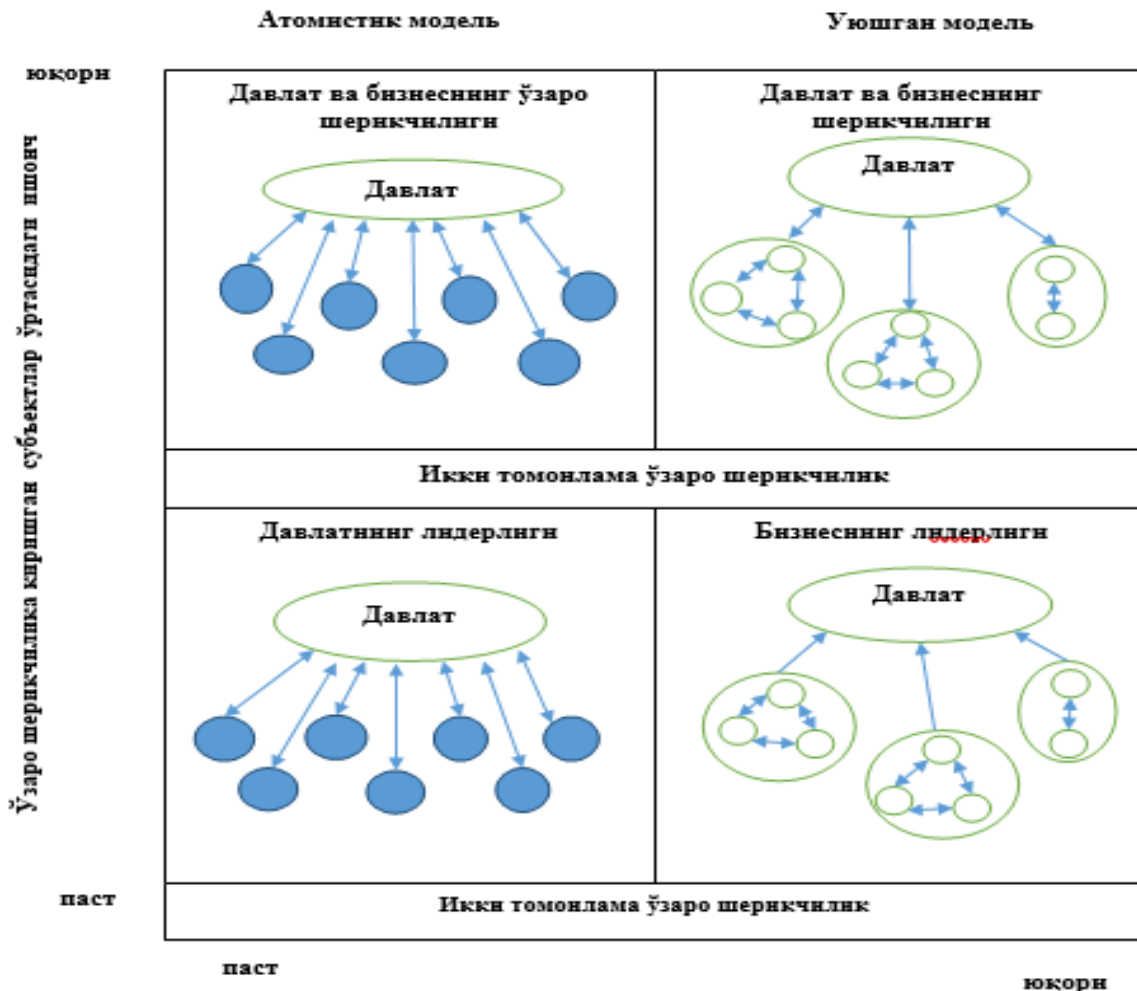 Атомистик модель
Уюшган модель
юқори
Давлат ва бизнеснинг ўзаро
шерикчилиги
Давлат ва бизнеснинг
шерикчилиги
Давлат
Давлат
Ўзаро шерикчиликка киришган субъектлар ўртасидаги ишонч
Икки томонлама ўзаро шерикчилик
Давлатнинг лидерлиги
Бизнеснинг лидерлиги
Давлат
Давлат
паст
Икки томонлама ўзаро шерикчилик
паст
юқори